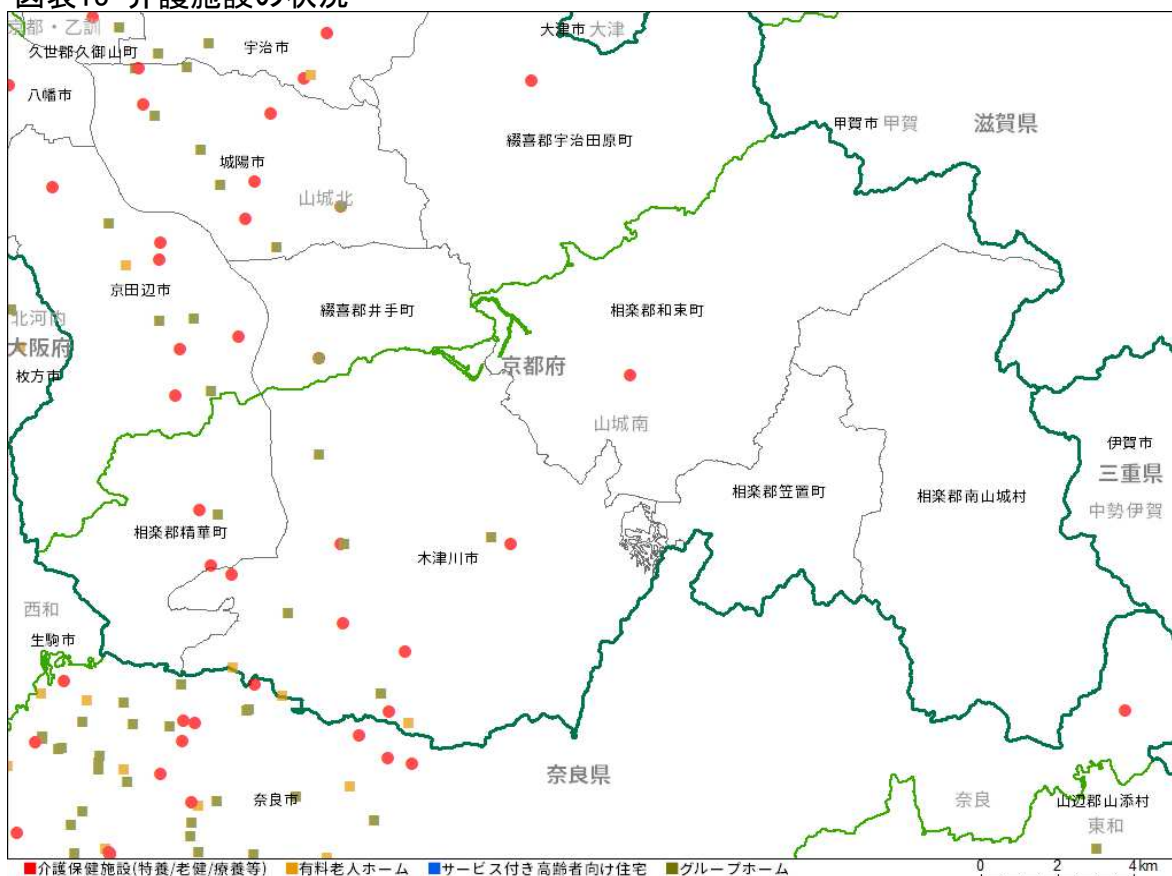 図表16 介護施設の状況
京都・乙訓
久世郡久御山町
宇治市
大津市 大津
八幡市
綴喜郡宇治田原町
甲賀市 甲賀
滋賀県
城陽市
山城北
京田辺市
綴喜郡井手町
相楽郡和束町
北河内
大阪府
枚方市
京都府
山城南
伊賀市
三重県
中勢伊賀
相楽郡笠置町
相楽郡南山城村
相楽郡精華町
木津川市
西和
生駒市
奈良県
奈良市
奈良
山辺郡山添村
東和
介護保健施設(特養/老健/療養等) 有料老人ホーム サービス付き高齢者向け住宅 グループホーム
0 2 4km